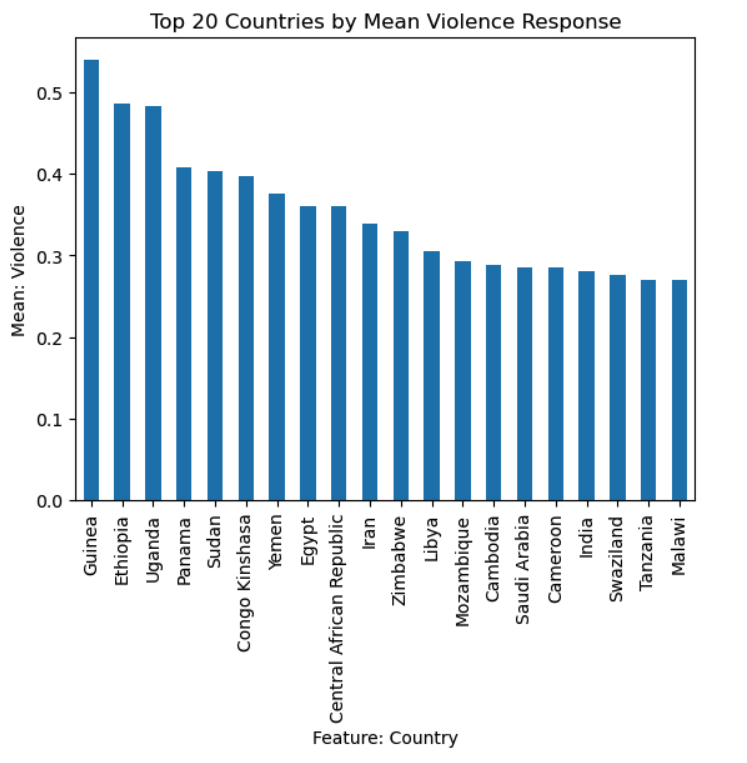 Top 20 Countries by Mean Violence Response
Mean: Violence
0.5
0.4
0.3
0.2
0.1
0.0
Guinea
Ethiopia
Uganda
Panama
Sudan
Congo Kinshasa
Yemen
Egypt
Central African Republic
Iran
Zimbabwe
Libya
Mozambique
Cambodia
Saudi Arabia
Cameroon
India
Swaziland
Tanzania
Malawi
Feature: Country